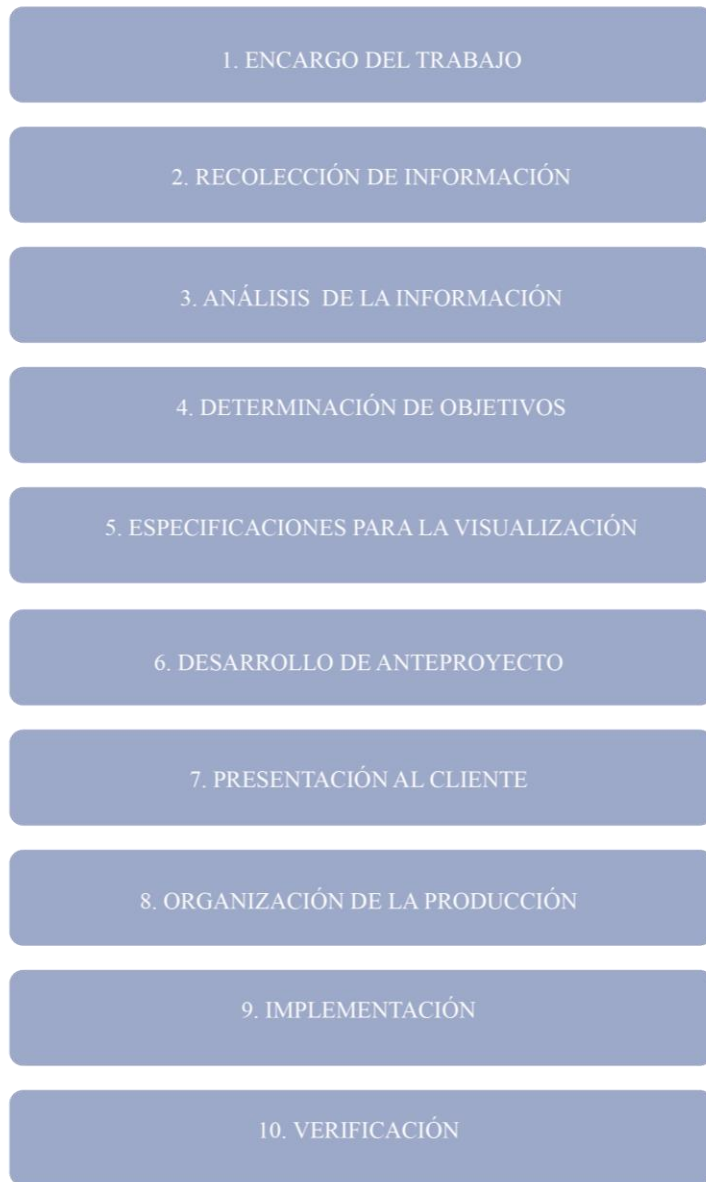 1. ENCARGO DEL TRABAJO
2. RECOLECCIÓN DE INFORMACIÓN
3. ANÁLISIS DE LA INFORMACIÓN
4. DETERMINACIÓN DE OBJETIVOS
5. ESPECIFICACIONES PARA LA VISUALIZACIÓN
6. DESARROLLO DE ANTEPROYECTO
7. PRESENTACIÓN AL CLIENTE
8. ORGANIZACIÓN DE LA PRODUCCIÓN
9. IMPLEMENTACIÓN
10. VERIFICACIÓN